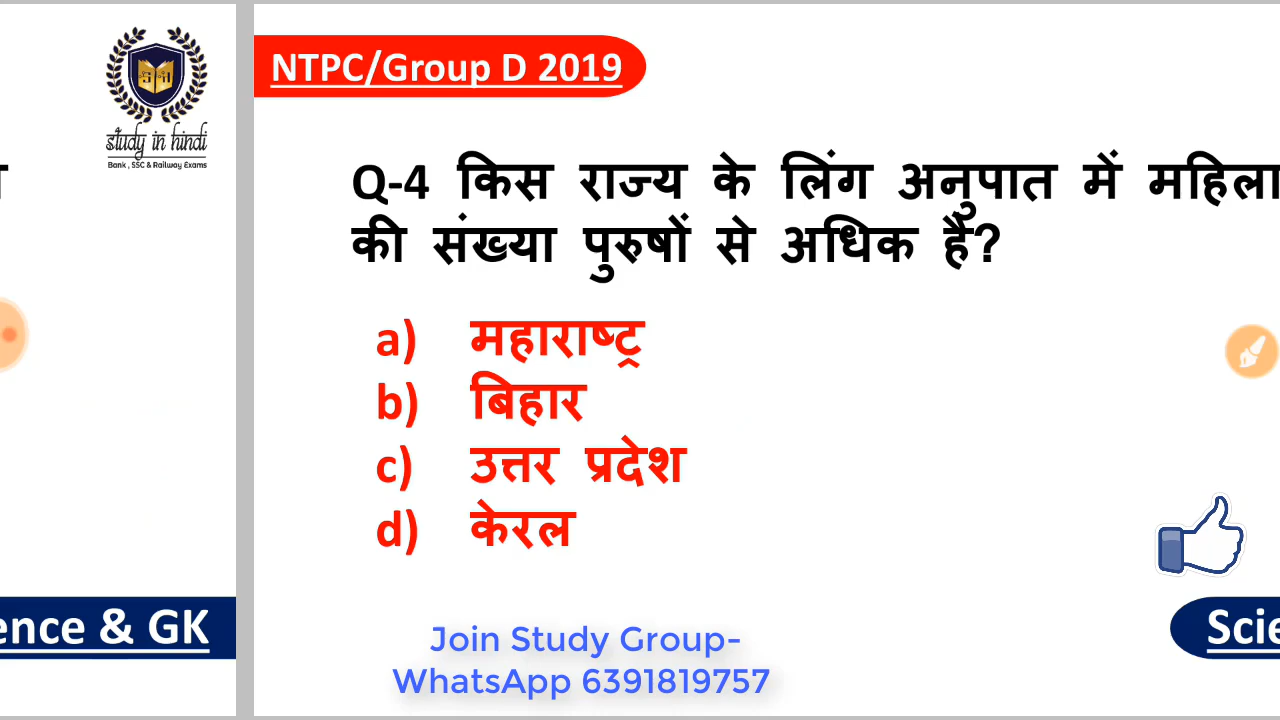 study in hindi
Bank , SSC & Railway Exams
NTPC/Group D 2019
Q-4 किस राज्य के लिंग अनुपात में महिला
की संख्या पुरुषों से अधिक हैं?
a) महाराष्ट्र
b) बिहार
c) उत्तर प्रदेश
d) केरल
ence & GK
Scie
Join Study Group-
WhatsApp 6391819757